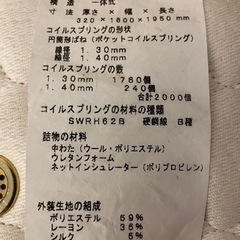 構造 一体式
寸法 厚さ × 幅 × 長さ
320×1600×1950 mm
コイルスプリングの形状
円筒形ばね(ポケットコイルスプリング)
線径 1.30mm
線径 1.40mm
コイルスプリングの数
1.30mm 1760個
1.40mm 240個
合計2000個
コイルスプリングの材料の種類
SWRH62B 硬鋼線 B種
詰物の材料
中わた(ウール・ポリエステル)
ウレタンフォーム
ネットインシュレーター(ポリプロピレン)
外装生地の組成
ポリエステル 59%
レーヨン 36%
シルク 5%